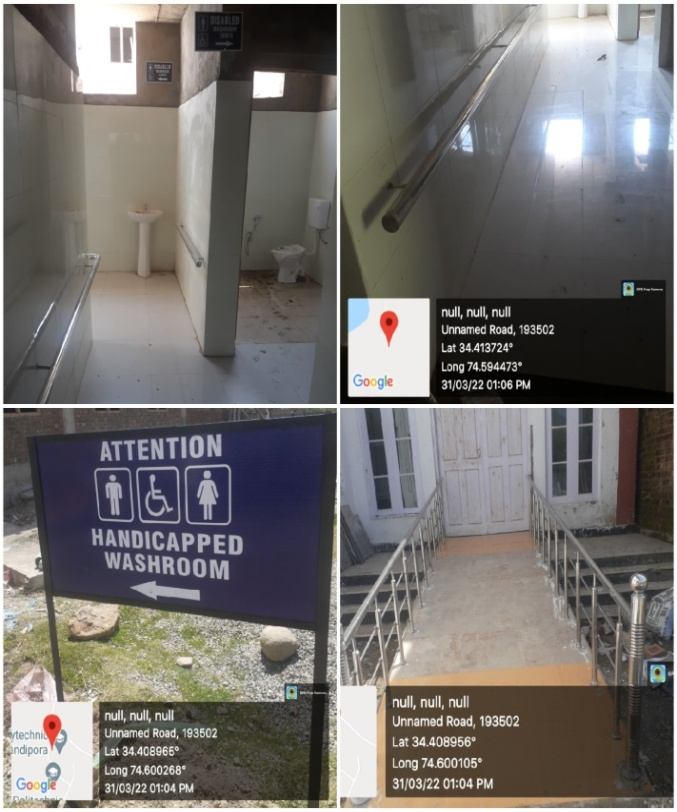 DISABLED
null, null, null
Unnamed Road, 193502
Lat 34.413724°
Long 74.594473°
31/03/22 01:06 PM
Google
ATTENTION
HANDICAPPED
WASHROOM
null, null, null
Unnamed Road, 193502
Lat 34.408965°
Long 74.600268°
31/03/22 01:04 PM
ytechnic
andipora
Google
Polytechnic
null, null, null
Unnamed Road, 193502
Lat 34.408956°
Long 74.600105°
31/03/22 01:04 PM